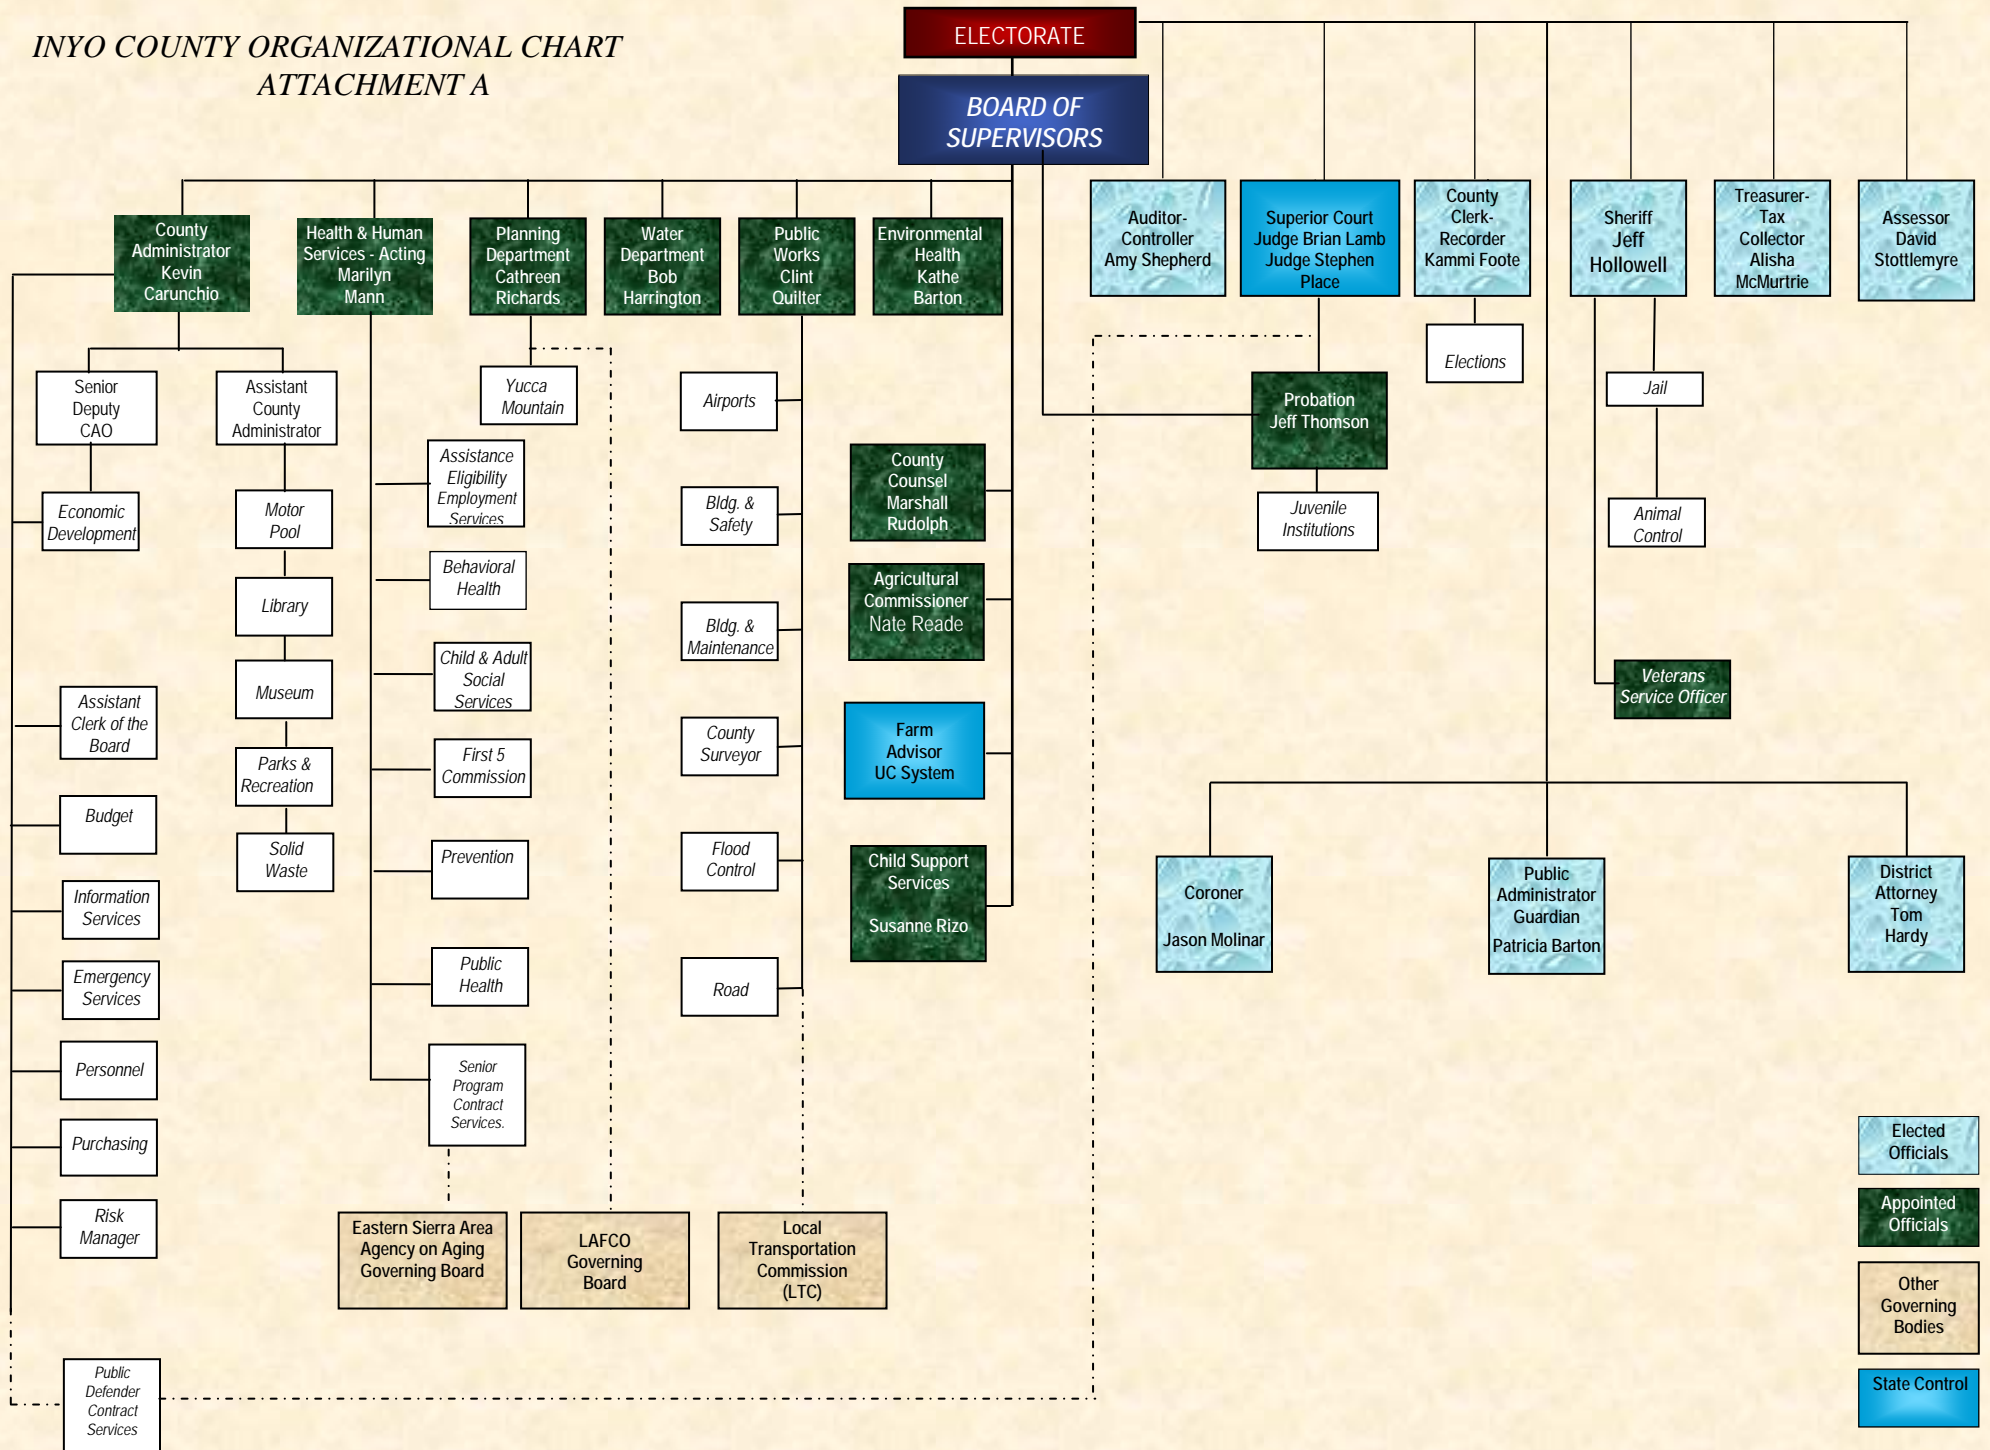 INYO COUNTY ORGANIZATIONAL CHART
ATTACHMENT A
ELECTORATE
BOARD OF
SUPERVISORS
County
Administrator
Kevin
Carunchio
Health & Human
Services - Acting
Marilyn
Mann
Planning
Department
Cathreen
Richards
Water
Department
Bob
Harrington
Public
Works
Clint
Quilter
Environmental
Health
Kathe
Barton
Auditor-
Controller
Amy Shepherd
Superior Court
Judge Brian Lamb
Judge Stephen
Place
County
Clerk-
Recorder
Kammi Foote
Sheriff
Jeff
Hollowell
Treasurer-
Tax
Collector
Alisha
McMurtrie
Assessor
David
Stottlemyre
Senior
Deputy
CAO
Assistant
County
Administrator
Yucca
Mountain
Airports
Probation
Jeff Thomson
Elections
Jail
Economic
Development
Motor
Pool
Assistance
Eligibility
Employment
Services
Bldg. &
Safety
County
Counsel
Marshall
Rudolph
Juvenile
Institutions
Animal
Control
Library
Behavioral
Health
Bldg. &
Maintenance
Agricultural
Commissioner
Nate Reade
Assistant
Clerk of the
Board
Museum
Child & Adult
Social
Services
County
Surveyor
Farm
Advisor
UC System
Veterans
Service Officer
Budget
Parks &
Recreation
First 5
Commission
Flood
Control
Child Support
Services
Susanne Rizo
Coroner
Jason Molinar
Public
Administrator
Guardian
Patricia Barton
District
Attorney
Tom
Hardy
Information
Services
Solid
Waste
Prevention
Emergency
Services
Public
Health
Road
Personnel
Senior
Program
Contract
Services.
Purchasing
Risk
Manager
Eastern Sierra Area
Agency on Aging
Governing Board
LAFCO
Governing
Board
Local
Transportation
Commission
(LTC)
Public
Defender
Contract
Services
Elected
Officials
Appointed
Officials
Other
Governing
Bodies
State Control